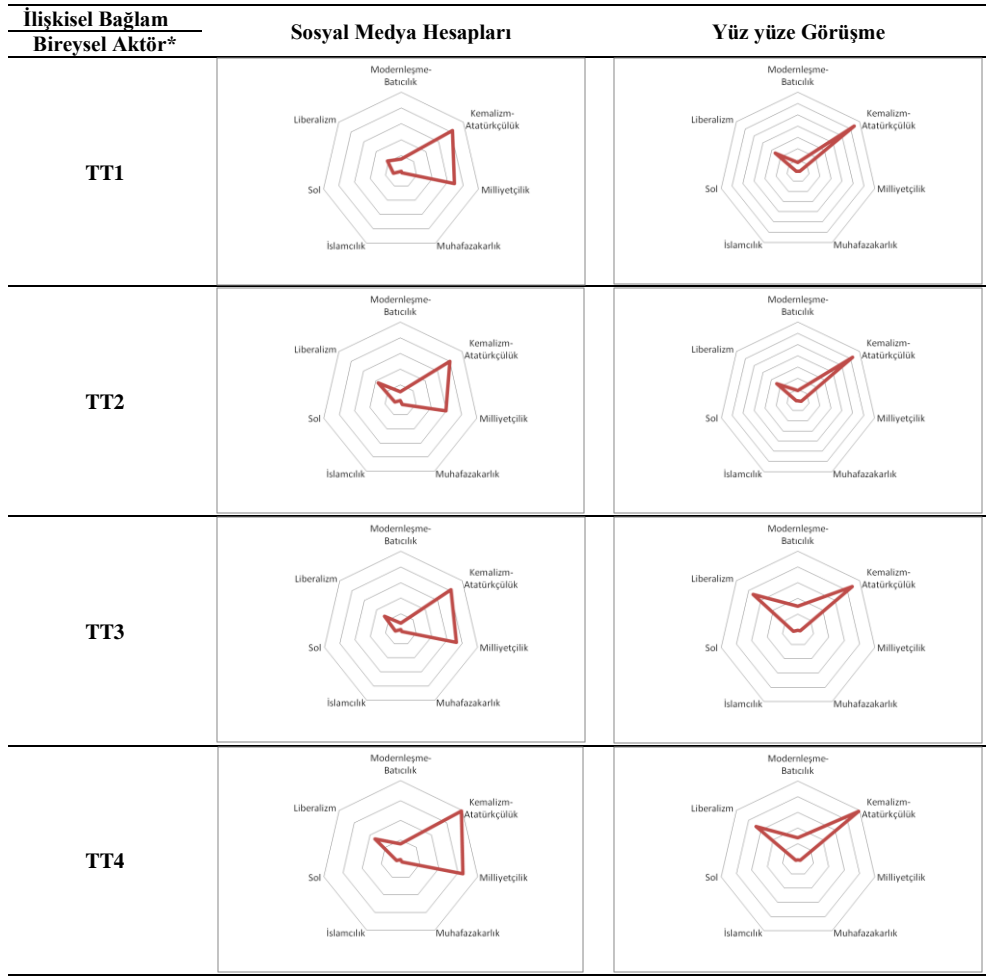 İlişkisel Bağlam
Bireysel Aktör*
Sosyal Medya Hesapları
Yüz yüze Görüşme
TT1
Modernleşme-
Batıcılık
Kemalizm-
Atatürkçülük
Milliyetçilik
Muhafazakarlık
İslamcılık
Sol
Liberalizm
Modernleşme-
Batıcılık
Kemalizm-
Atatürkçülük
Milliyetçilik
Muhafazakarlık
İslamcılık
Sol
Liberalizm
TT2
Modernleşme-
Batıcılık
Kemalizm-
Atatürkçülük
Milliyetçilik
Muhafazakarlık
İslamcılık
Sol
Liberalizm
Modernleşme-
Batıcılık
Kemalizm-
Atatürkçülük
Milliyetçilik
Muhafazakarlık
İslamcılık
Sol
Liberalizm
TT3
Modernleşme-
Batıcılık
Kemalizm-
Atatürkçülük
Milliyetçilik
Muhafazakarlık
İslamcılık
Sol
Liberalizm
Modernleşme-
Batıcılık
Kemalizm-
Atatürkçülük
Milliyetçilik
Muhafazakarlık
İslamcılık
Sol
Liberalizm
TT4
Modernleşme-
Batıcılık
Kemalizm-
Atatürkçülük
Milliyetçilik
Muhafazakarlık
İslamcılık
Sol
Liberalizm
Modernleşme-
Batıcılık
Kemalizm-
Atatürkçülük
Milliyetçilik
Muhafazakarlık
İslamcılık
Sol
Liberalizm